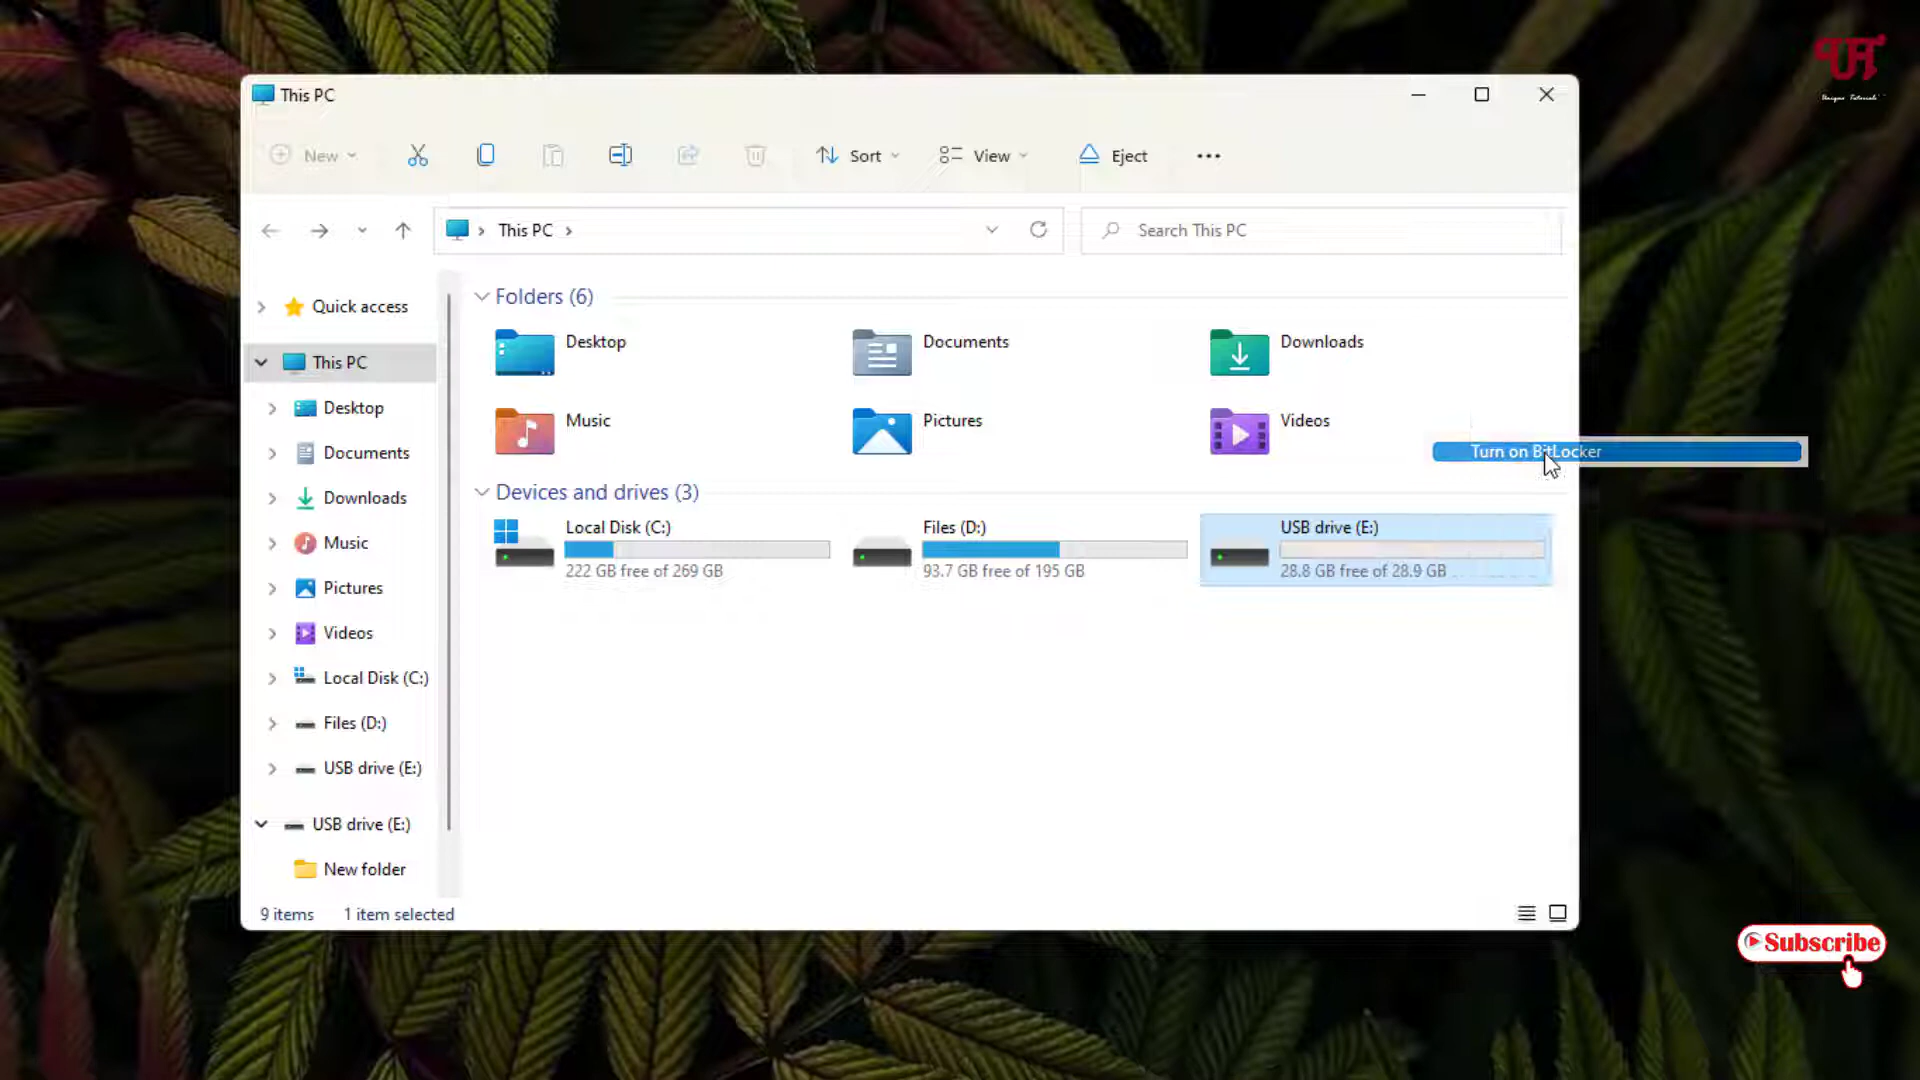 This PC
New
Sort
View
Eject
This PC
Search This PC
Quick access
This PC
Desktop
Documents
Downloads
Music
Pictures
Videos
Local Disk (C:)
Files (D:)
USB drive (E:)
USB drive (E:)
New folder
Folders (6)
Desktop
Documents
Downloads
Music
Pictures
Videos
Turn on BitLocker
Devices and drives (3)
Local Disk (C:)
222 GB free of 269 GB
Files (D:)
93.7 GB free of 195 GB
USB drive (E:)
28.8 GB free of 28.9 GB
9 items
1 item selected
UT
Unique Tutorials
Subscribe